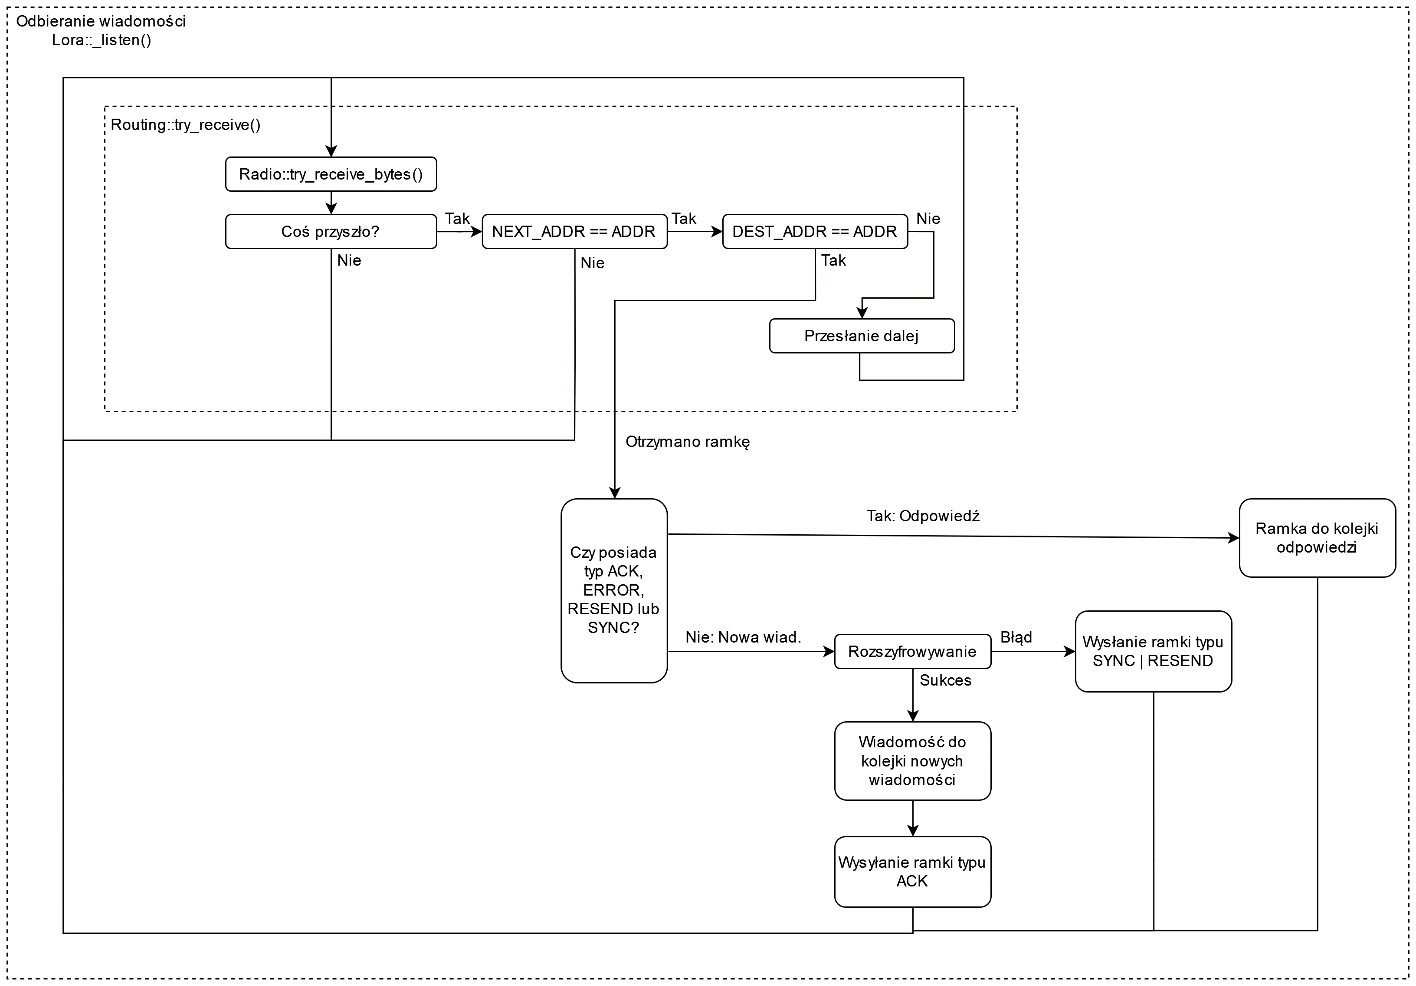 Odbieranie wiadomości
Lora::_listen()
Routing::try_receive()
Radio::try_receive_bytes()
Coś przyszło?
Tak
NEXT_ADDR == ADDR
Tak
DEST_ADDR == ADDR
Nie
Nie
Nie
Tak
Przesłanie dalej
Otrzymano ramkę
Czy posiada
typ ACK,
ERROR,
RESEND lub
SYNC?
Tak: Odpowiedź
Ramka do kolejki
odpowiedzi
Nie: Nowa wiad.
Rozszyfrowywanie
Błąd
Wysłanie ramki typu
SYNC | RESEND
Sukces
Wiadomość do
kolejki nowych
wiadomości
Wysyłanie ramki typu
ACK